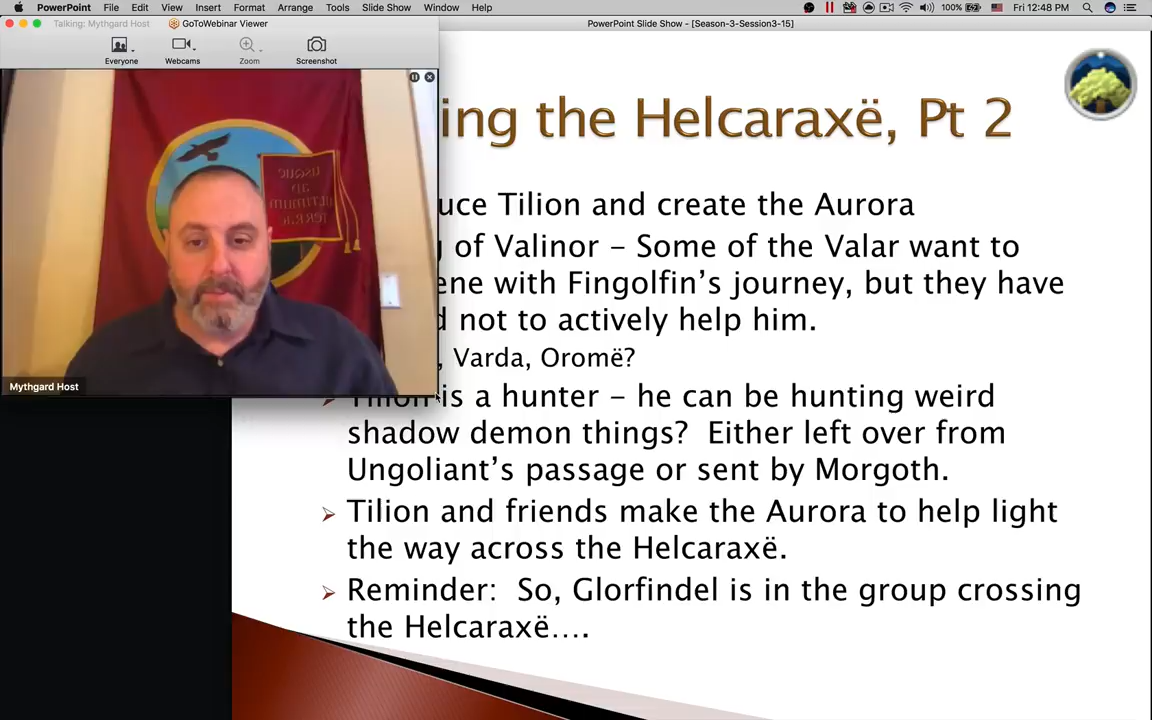 PowerPoint File Edit View Insert Format Arrange Tools Slide Show Window Help 100% Fri 12:48 PM
Talking: Mythgard Host GoToWebinar Viewer
PowerPoint Slide Show - [Season-3-Session3-15]
Everyone Webcams Zoom Screenshot
usque
ad
ultimum
terrae
Mythgard Host
ing the Helcaraxë, Pt 2
uce Tilion and create the Aurora
of Valinor – Some of the Valar want to
ene with Fingolfin's journey, but they have
d not to actively help him.
, Varda, Oromë?
Tilion is a hunter – he can be hunting weird
shadow demon things? Either left over from
Ungoliant's passage or sent by Morgoth.
Tilion and friends make the Aurora to help light
the way across the Helcaraxë.
Reminder: So, Glorfindel is in the group crossing
the Helcaraxë....